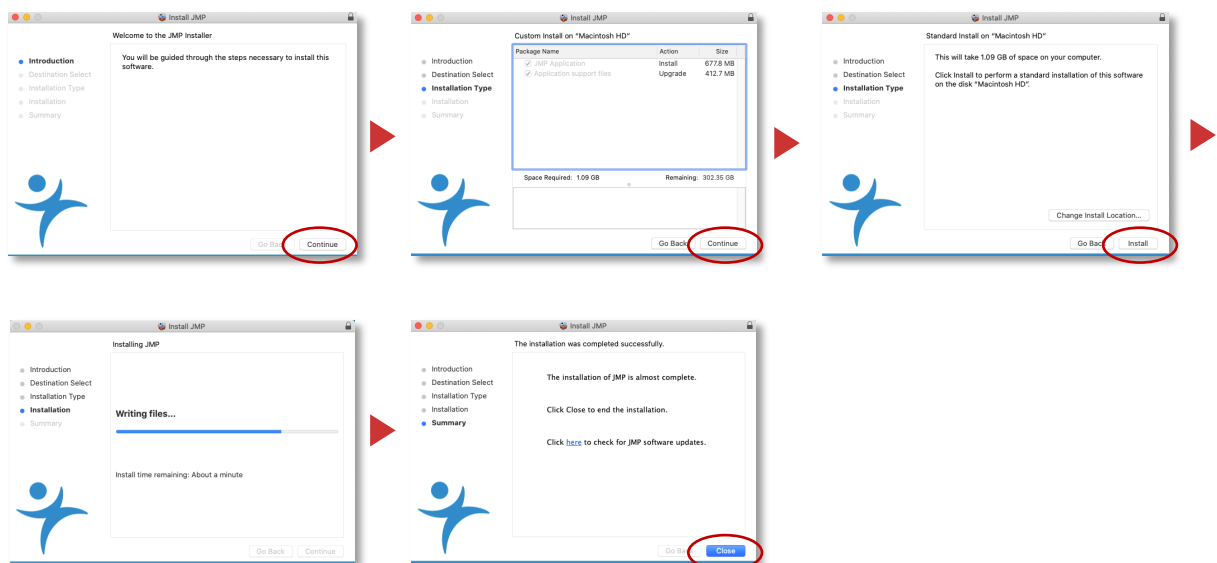 Install JMP
Welcome to the JMP Installer
Introduction
Destination Select
Installation Type
Installation
Summary
You will be guided through the steps necessary to install this
software.
Go Back
Continue
Install JMP
Custom Install on "Macintosh HD"
Introduction
Destination Select
Installation Type
Installation
Summary
Package Name Action Size
JMP Application Install 677.8 MB
Application support files Upgrade 412.7 MB
Space Required: 1.09 GB Remaining: 302.35 GB
Go Back
Continue
Install JMP
Standard Install on "Macintosh HD"
Introduction
Destination Select
Installation Type
Installation
Summary
This will take 1.09 GB of space on your computer.
Click Install to perform a standard installation of this software
on the disk "Macintosh HD".
Change Install Location...
Go Back
Install
Install JMP
Installing JMP
Introduction
Destination Select
Installation Type
Installation
Summary
Writing files...
Install time remaining: About a minute
Go Back
Continue
Install JMP
The installation was completed successfully.
Introduction
Destination Select
Installation Type
Installation
Summary
The installation of JMP is almost complete.
Click Close to end the installation.
Click here to check for JMP software updates.
Go Back
Close